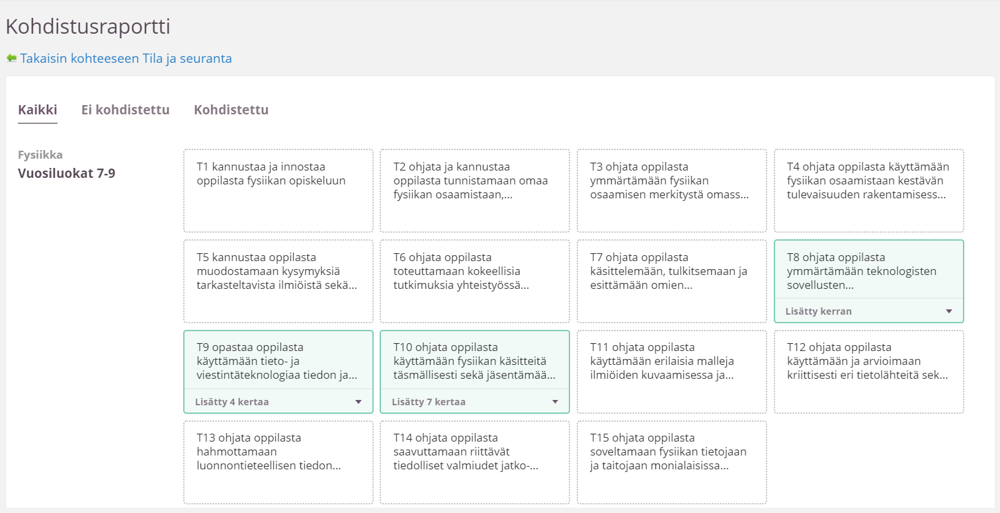 Kohdistusraportti
Takaisin kohteeseen Tila ja seuranta
Kaikki
Ei kohdistettu
Kohdistettu
Fysiikka
Vuosiluokat 7-9
T1 kannustaa ja innostaa
oppilasta fysiikan opiskeluun
T2 ohjata ja kannustaa
oppilasta tunnistamaan omaa
fysiikan osaamistaan,...
T3 ohjata oppilasta
ymmärtämään fysiikan
osaamisen merkitystä omass...
T4 ohjata oppilasta käyttämään
fysiikan osaamistaan kestävän
tulevaisuuden rakentamisess...
T5 kannustaa oppilasta
muodostamaan kysymyksiä
tarkasteltavista ilmiöistä sekä...
T6 ohjata oppilasta
toteuttamaan kokeellisia
tutkimuksia yhteistyössä...
T7 ohjata oppilasta
käsittelemään, tulkitsemaan ja
esittämään omien...
T8 ohjata oppilasta
ymmärtämään teknologisten
sovellusten...
Lisätty kerran
T9 opastaa oppilasta
käyttämään tieto- ja
viestintäteknologiaa tiedon ja...
Lisätty 4 kertaa
T10 ohjata oppilasta
käyttämään fysiikan käsitteitä
täsmällisesti sekä jäsentämää...
Lisätty 7 kertaa
T11 ohjata oppilasta
käyttämään erilaisia malleja
ilmiöiden kuvaamisessa ja...
T12 ohjata oppilasta
käyttämään ja arvioimaan
kriittisesti eri tietolähteitä sek...
T13 ohjata oppilasta
hahmottamaan
luonnontieteellisen tiedon...
T14 ohjata oppilasta
saavuttamaan riittävät
tiedolliset valmiudet jatko-...
T15 ohjata oppilasta
soveltamaan fysiikan tietojaan
ja taitojaan monialaisissa...